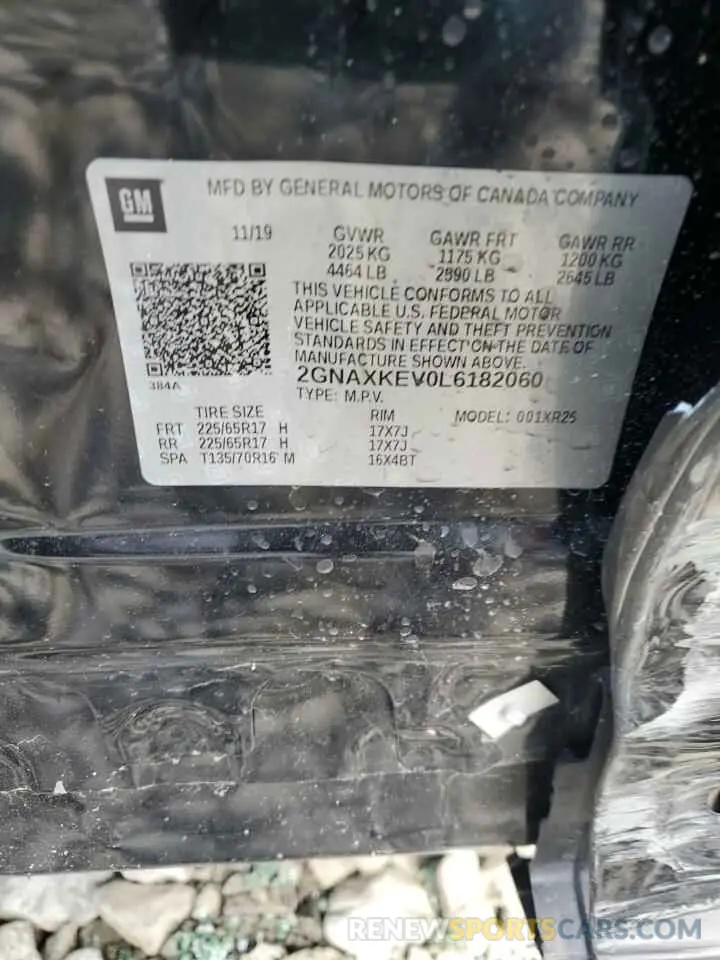 GM
MFD BY GENERAL MOTORS OF CANADA COMPANY
11/19 GVWR GAWR FRT GAWR RR
2025 KG 1175 KG 1200 KG
4464 LB 2590 LB 2645 LB
THIS VEHICLE CONFORMS TO ALL
APPLICABLE U.S. FEDERAL MOTOR
VEHICLE SAFETY AND THEFT PREVENTION
STANDARDS IN EFFECT ON THE DATE OF
MANUFACTURE SHOWN ABOVE.
384A 2GNAXKEV0L6182060
TYPE: M.P.V.
TIRE SIZE RIM MODEL: 001XR26
FRT 225/65R17 H 17X7J
RR 225/65R17 H 17X7J
SPA T135/70R16 M 16X4BT
RENEWSPORTSCARS.COM